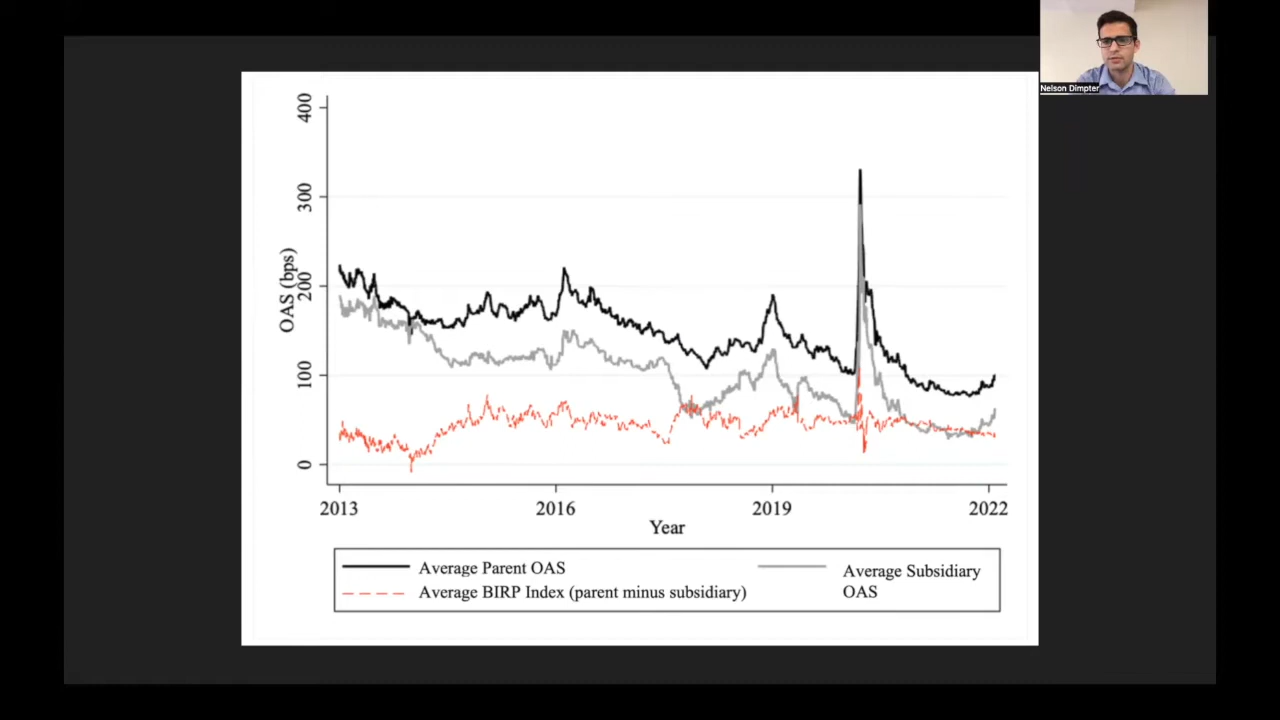 Nelson Dimpter
400
300
200
100
0
OAS (bps)
2013 2016 2019 2022
Year
Average Parent OAS
Average Subsidiary
OAS
Average BIRP Index (parent minus subsidiary)